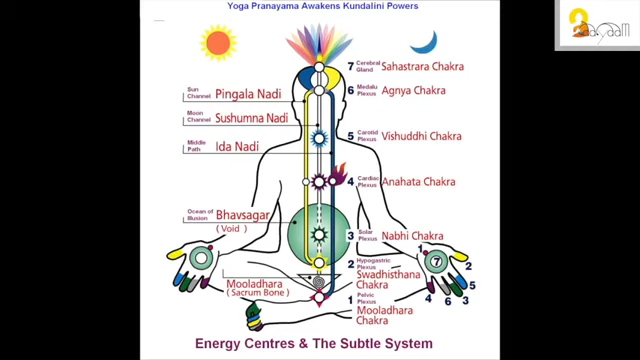 Yoga Pranayama Awakens Kundalini Powers
2
aayaam
7 Cerebral Gland Sahastrara Chakra
6 Medalu Plexus Agnya Chakra
Sun Channel Pingala Nadi
Moon Channel Sushumna Nadi
5 Carotid Plexus Vishuddhi Chakra
Middle Path Ida Nadi
4 Cardiac Plexus Anahata Chakra
Ocean of Illusion Bhavsagar
(Void)
3 Solar Plexus Nabhi Chakra
1
7
2
2 Hypogastric Plexus Swadhisthana
Chakra
Mooladhara
(Sacrum Bone)
5
4 6 3
1 Pelvic Plexus Mooladhara
Chakra
Energy Centres & The Subtle System